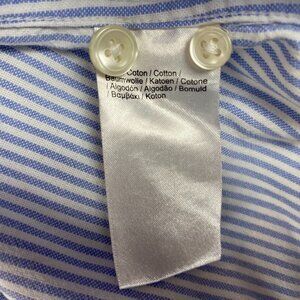 Coton / Cotton /
Baumwolle / Katoen / Cotone
/ Algodón / Algodão / Bomuld
/ Βαμβάκι / Koton